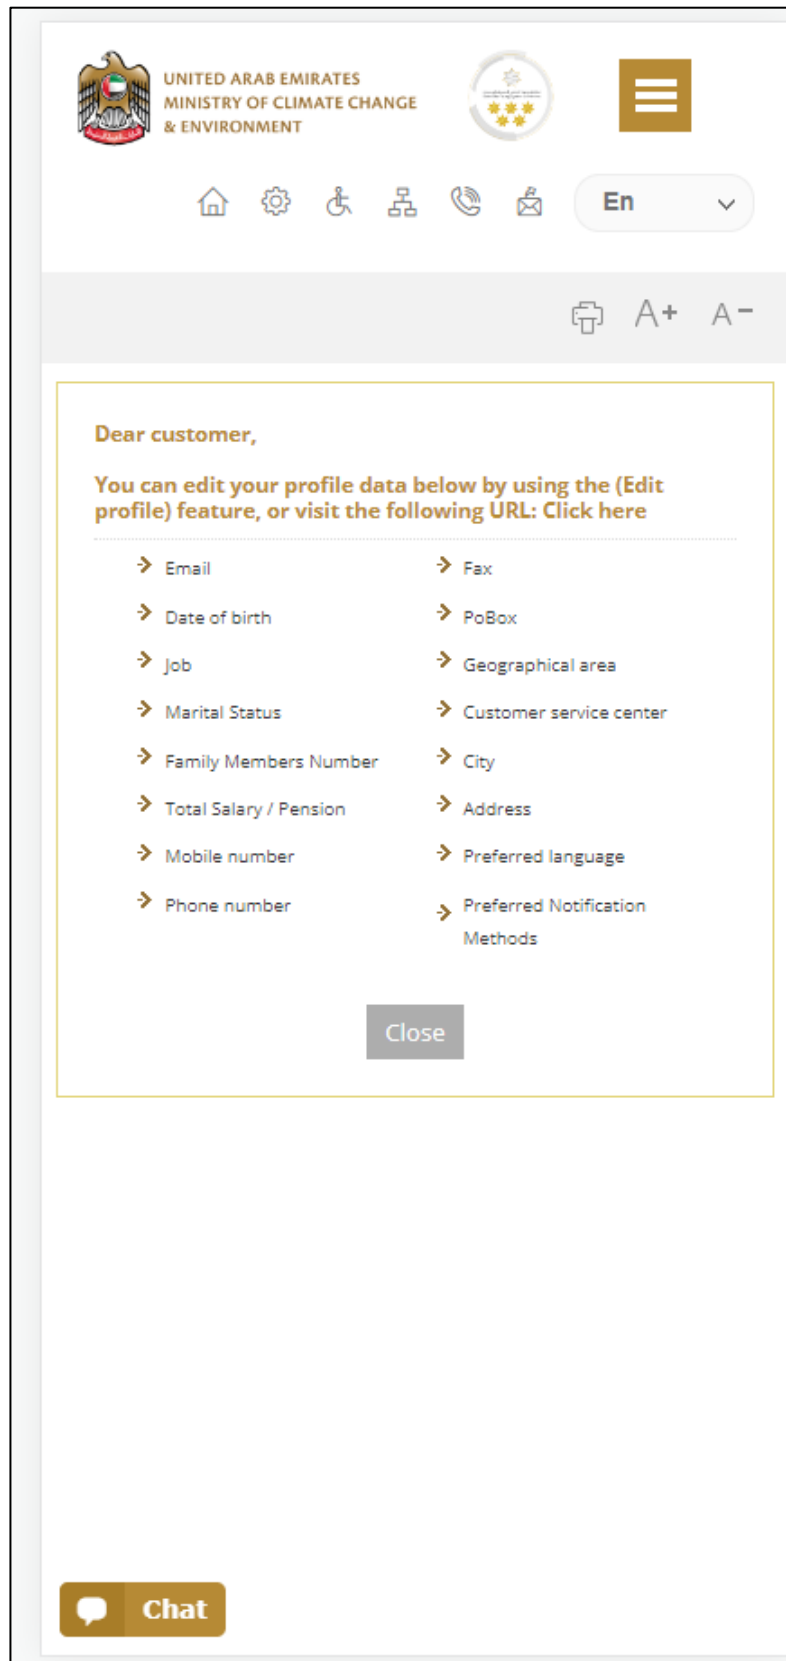 UNITED ARAB EMIRATES
MINISTRY OF CLIMATE CHANGE
& ENVIRONMENT
En
A+
A-
Dear customer,
You can edit your profile data below by using the (Edit
profile) feature, or visit the following URL: Click here
Email
Fax
Date of birth
PoBox
Job
Geographical area
Marital Status
Customer service center
Family Members Number
City
Total Salary / Pension
Address
Mobile number
Preferred language
Phone number
Preferred Notification
Methods
Close
Chat